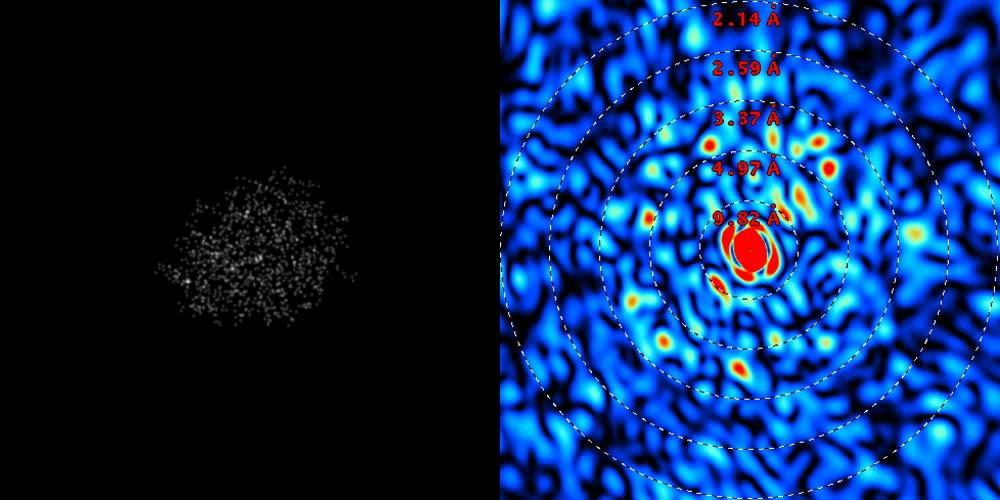 2.14 Å
2.59 Å
3.37 Å
4.97 Å
9.82 Å